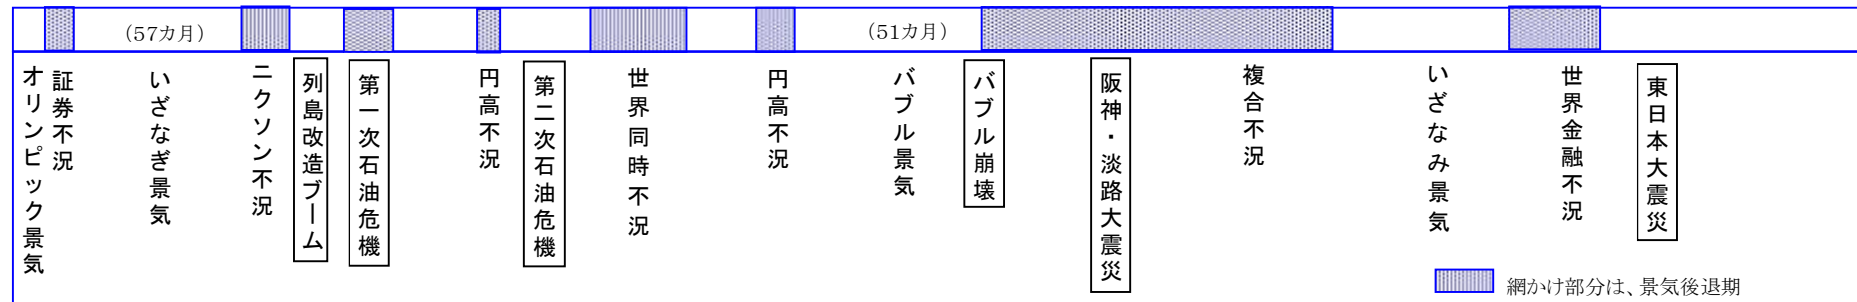 (57カ月)
(51カ月)
オリンピック景気
証券不況
いざなぎ景気
ニクソン不況
列島改造ブーム
第一次石油危機
円高不況
第二次石油危機
世界同時不況
円高不況
バブル景気
バブル崩壊
阪神・淡路大震災
複合不況
いざなみ景気
世界金融不況
東日本大震災
網かけ部分は、景気後退期